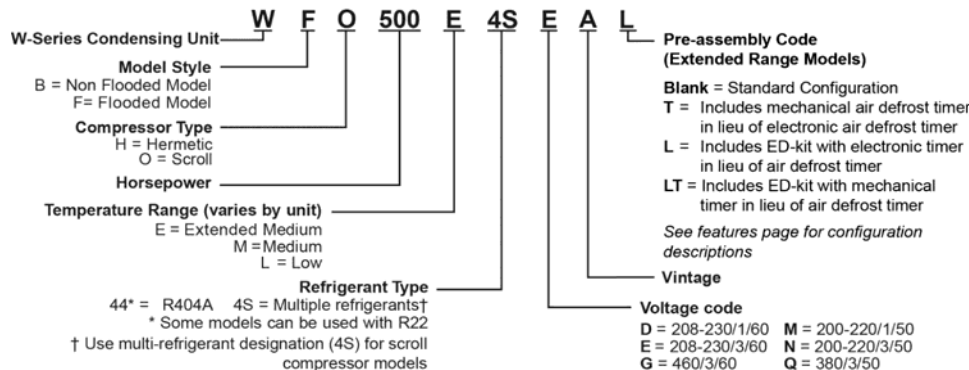 W F O 500 E 4S E A L
W-Series Condensing Unit
Model Style
B = Non Flooded Model
F= Flooded Model
Compressor Type
H = Hermetic
O = Scroll
Horsepower
Temperature Range (varies by unit)
E = Extended Medium
M =Medium
L = Low
Refrigerant Type
44* = R404A 4S = Multiple refrigerants†
* Some models can be used with R22
† Use multi-refrigerant designation (4S) for scroll
compressor models
Pre-assembly Code
(Extended Range Models)
Blank = Standard Configuration
T = Includes mechanical air defrost timer
in lieu of electronic air defrost timer
L = Includes ED-kit with electronic timer
in lieu of air defrost timer
LT = Includes ED-kit with mechanical
timer in lieu of air defrost timer
See features page for configuration
descriptions
Vintage
Voltage code
D = 208-230/1/60 M = 200-220/1/50
E = 208-230/3/60 N = 200-220/3/50
G = 460/3/60 Q = 380/3/50